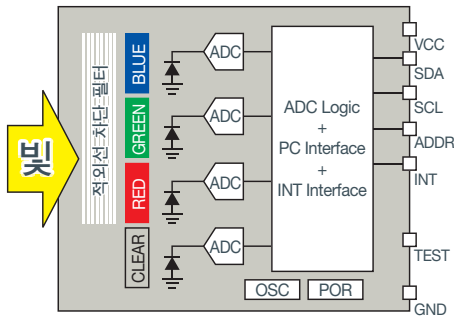 빛
적외선 차단 필터
BLUE
GREEN
RED
CLEAR
ADC
ADC
ADC
ADC
ADC Logic
+
PC Interface
+
INT Interface
OSC
POR
VCC
SDA
SCL
ADDR
INT
TEST
GND